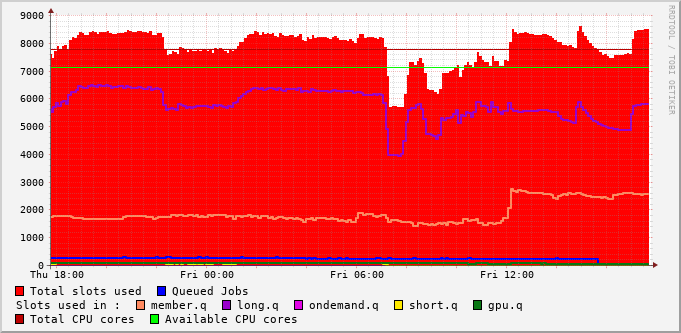 9000
8000
7000
6000
5000
4000
3000
2000
1000
0
Thu 18:00 Fri 00:00 Fri 06:00 Fri 12:00
RRDTOOL / TOBI OETIKER
Total slots used Queued Jobs
Slots used in : member.q long.q ondemand.q short.q gpu.q
Total CPU cores Available CPU cores